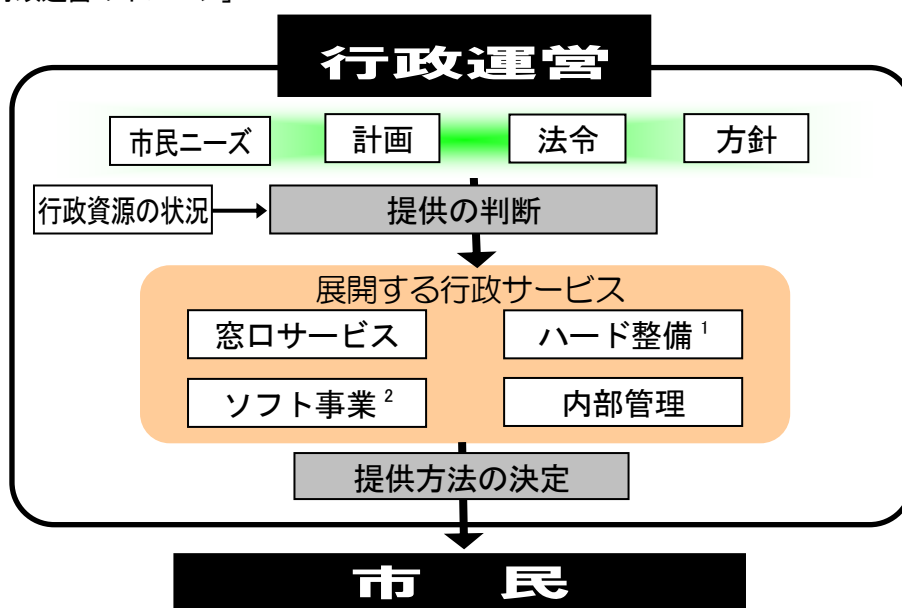 行政運営
市民ニーズ
計画
法令
方針
行政資源の状況
提供の判断
展開する行政サービス
窓口サービス
ハード整備 1
ソフト事業 2
内部管理
提供方法の決定
市 民